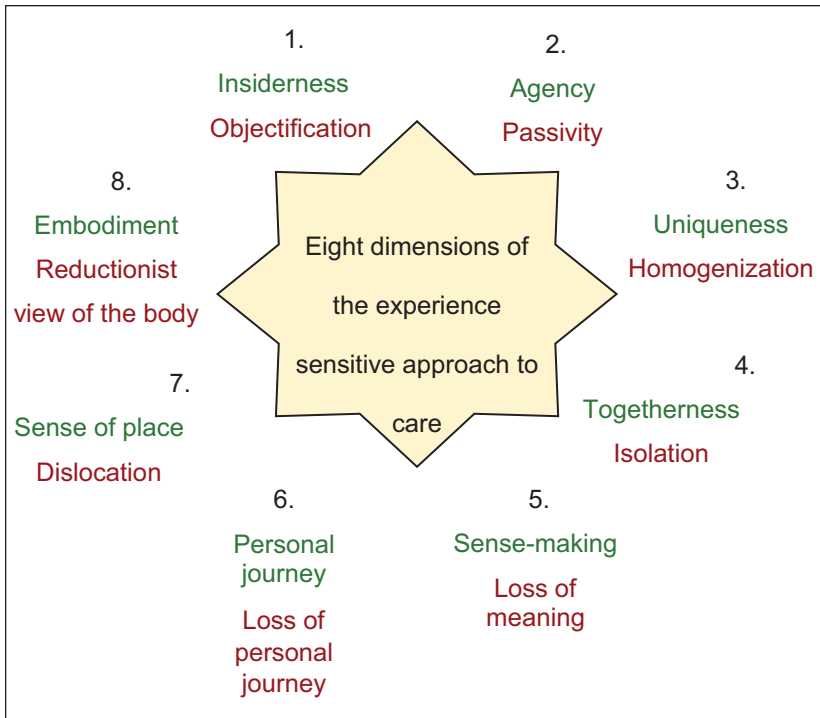 1.
Insiderness
Objectification
2.
Agency
Passivity
3.
Uniqueness
Homogenization
4.
Togetherness
Isolation
5.
Sense-making
Loss of
meaning
6.
Personal
journey
Loss of
personal
journey
7.
Sense of place
Dislocation
8.
Embodiment
Reductionist
view of the body
Eight dimensions of
the experience
sensitive approach to
care